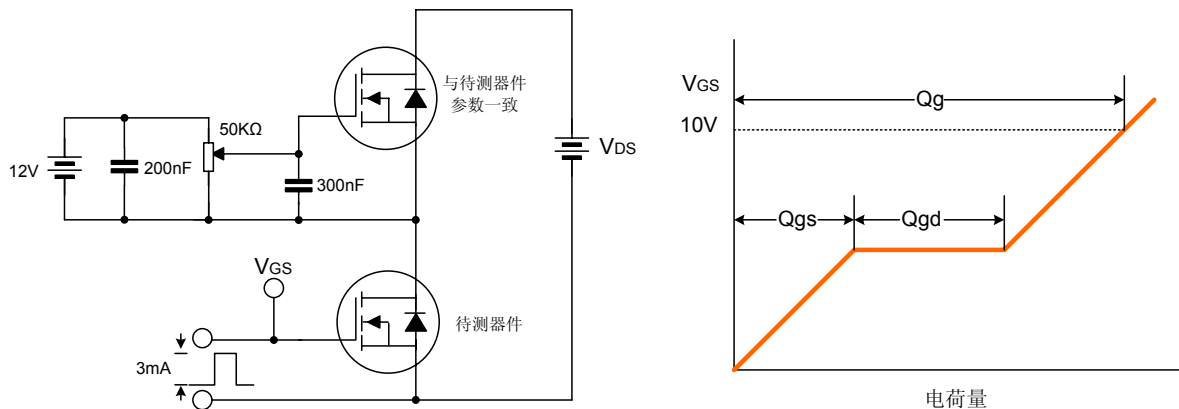 与待测器件
参数一致
50KΩ
12V
200nF
300nF
VDS
VGS
待测器件
3mA
VGS
Qg
10V
Qgs
Qgd
电荷量